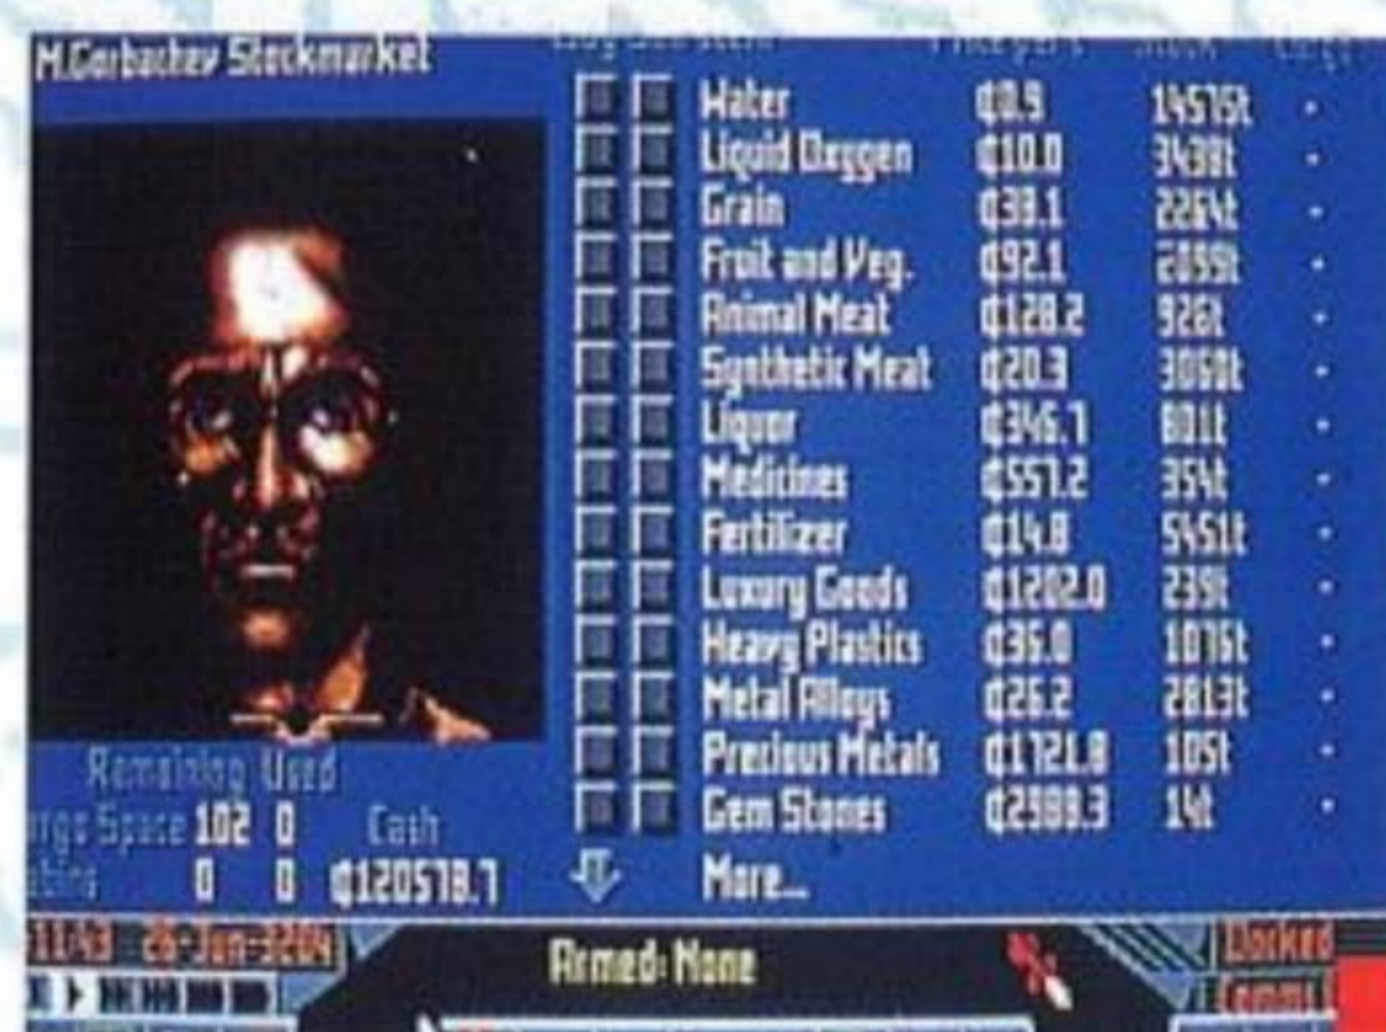 M.Gorbachev Stockmarket
Water ₵0.9 14575t
Liquid Oxygen ₵10.0 3438t
Grain ₵38.1 2264t
Fruit and Veg. ₵92.1 2099t
Animal Meat ₵128.2 926t
Synthetic Meat ₵20.3 3060t
Liquor ₵346.7 801t
Medicines ₵557.2 354t
Fertilizer ₵14.8 5451t
Luxury Goods ₵1202.0 239t
Heavy Plastics ₵36.0 1076t
Metal Alloys ₵26.2 2813t
Precious Metals ₵1721.8 105t
Gem Stones ₵2988.3 14t
More...
Remaining Used
Space 102 0 Cash
0 0 ₵120578.7
11:43 26-Jun-3204
Armed: None
Docked